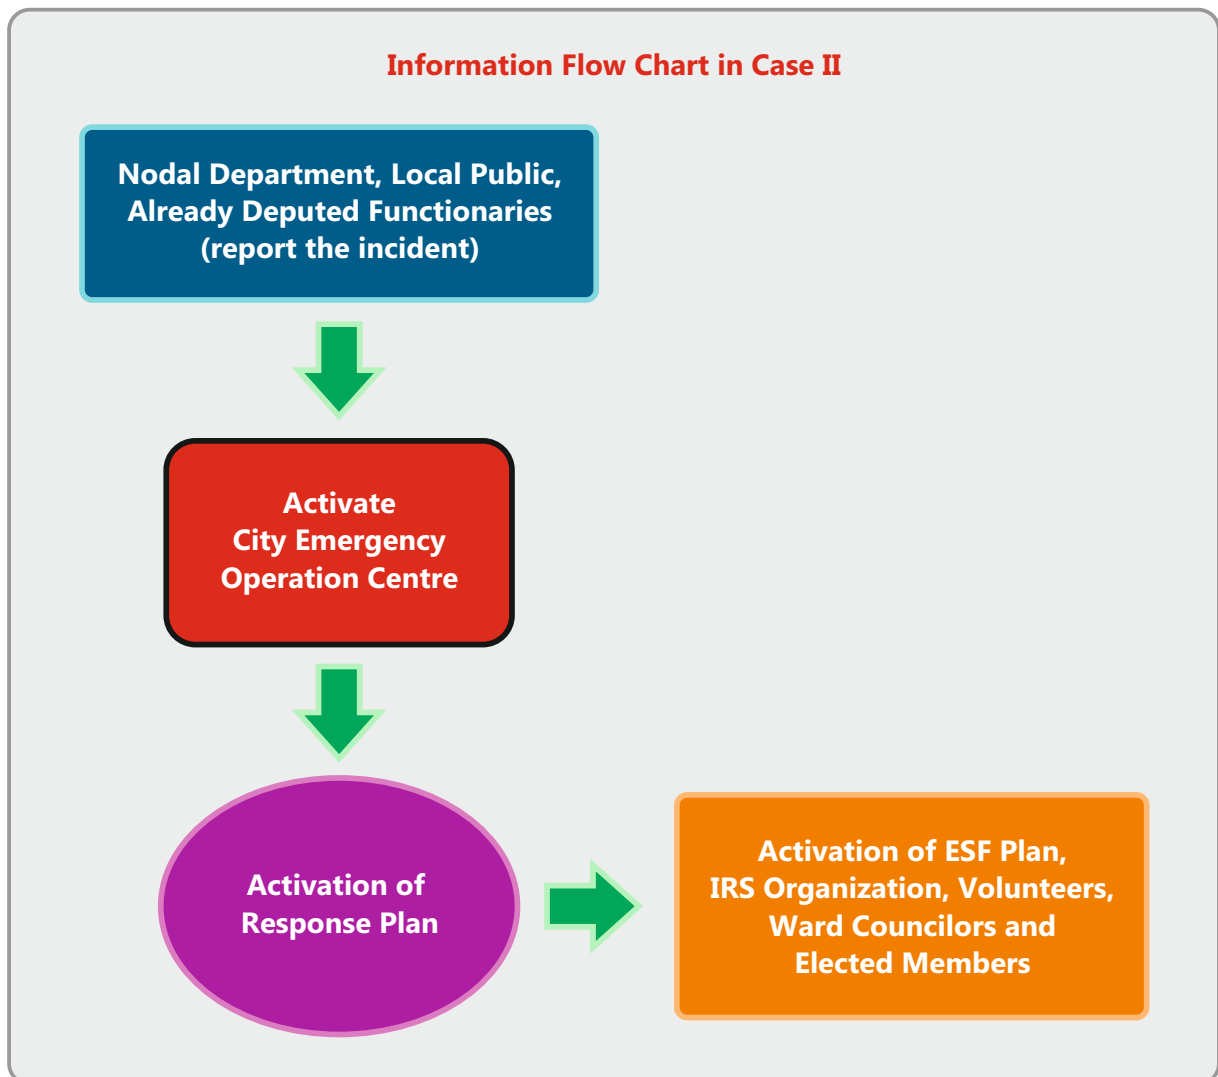 Information Flow Chart in Case II
Nodal Department, Local Public,
Already Deputed Functionaries
(report the incident)
Activate
City Emergency
Operation Centre
Activation of
Response Plan
Activation of ESF Plan,
IRS Organization, Volunteers,
Ward Councilors and
Elected Members